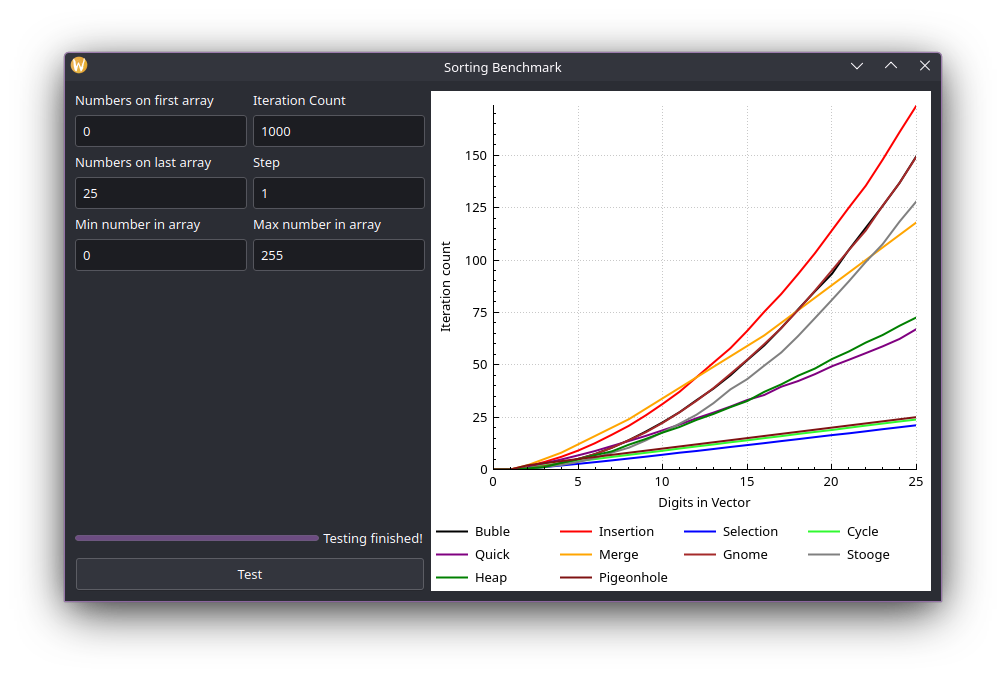 W
Sorting Benchmark
Numbers on first array
Iteration Count
0
1000
Numbers on last array
Step
25
1
Min number in array
Max number in array
0
255
Testing finished!
Test
Iteration count
150
125
100
75
50
25
0
0 5 10 15 20 25
Digits in Vector
Buble Insertion Selection Cycle
Quick Merge Gnome Stooge
Heap Pigeonhole